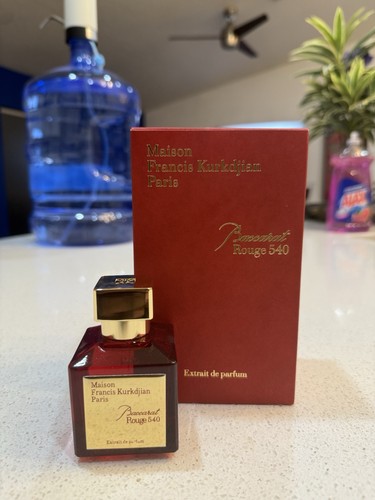 Maison
Francis Kurkdjian
Paris
Baccarat
Rouge 540
Extrait de parfum
Maison
Francis Kurkdjian
Paris
Baccarat
Rouge 540
Extrait de parfum
AJAX